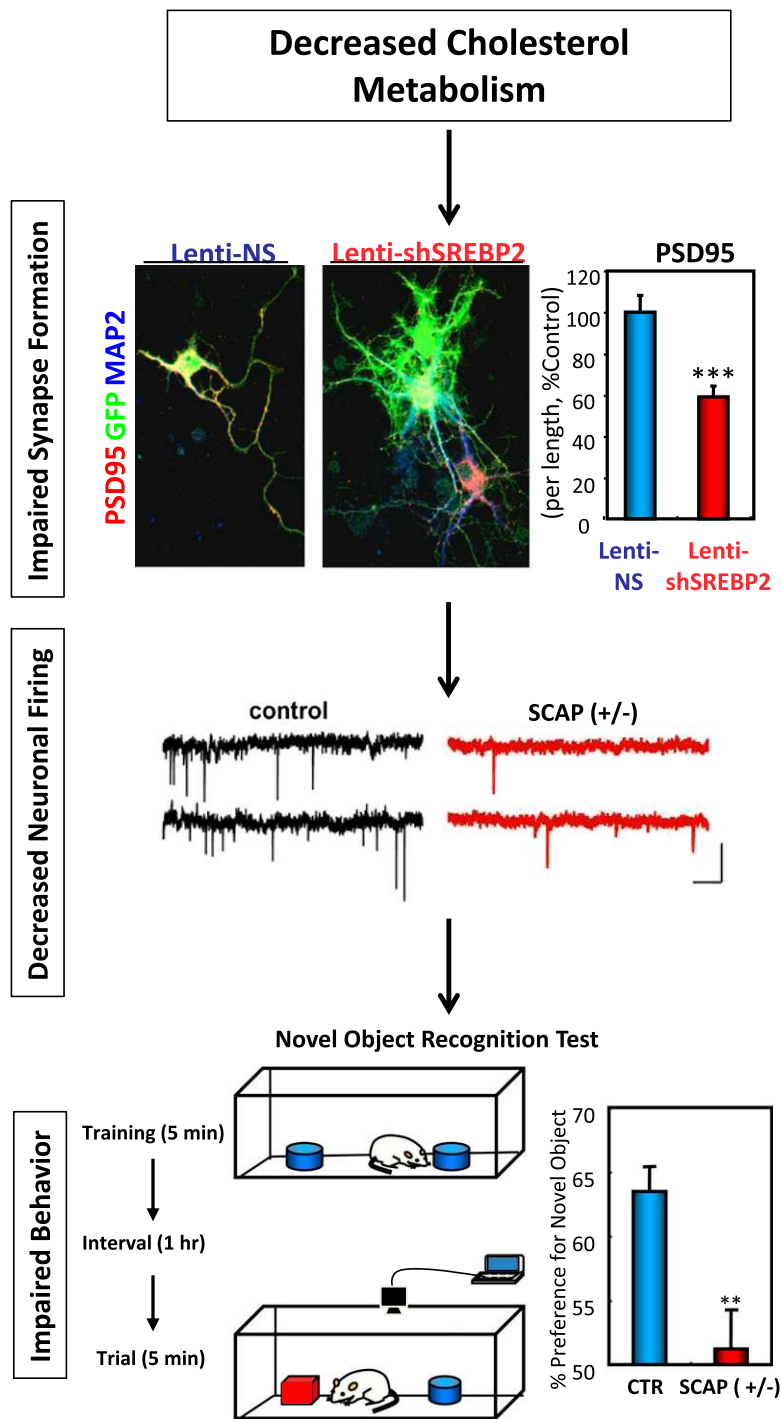 Decreased Cholesterol
Metabolism
Impaired Synapse Formation
Lenti-NS
Lenti-shSREBP2
PSD95 GFP MAP2
PSD95
(per length, %Control)
120
100
80
60
40
20
0
***
Lenti-
NS
Lenti-
shSREBP2
Decreased Neuronal Firing
control
SCAP (+/-)
Novel Object Recognition Test
Impaired Behavior
Training (5 min)
Interval (1 hr)
Trial (5 min)
% Preference for Novel Object
70
65
60
55
50
**
CTR
SCAP ( +/-)